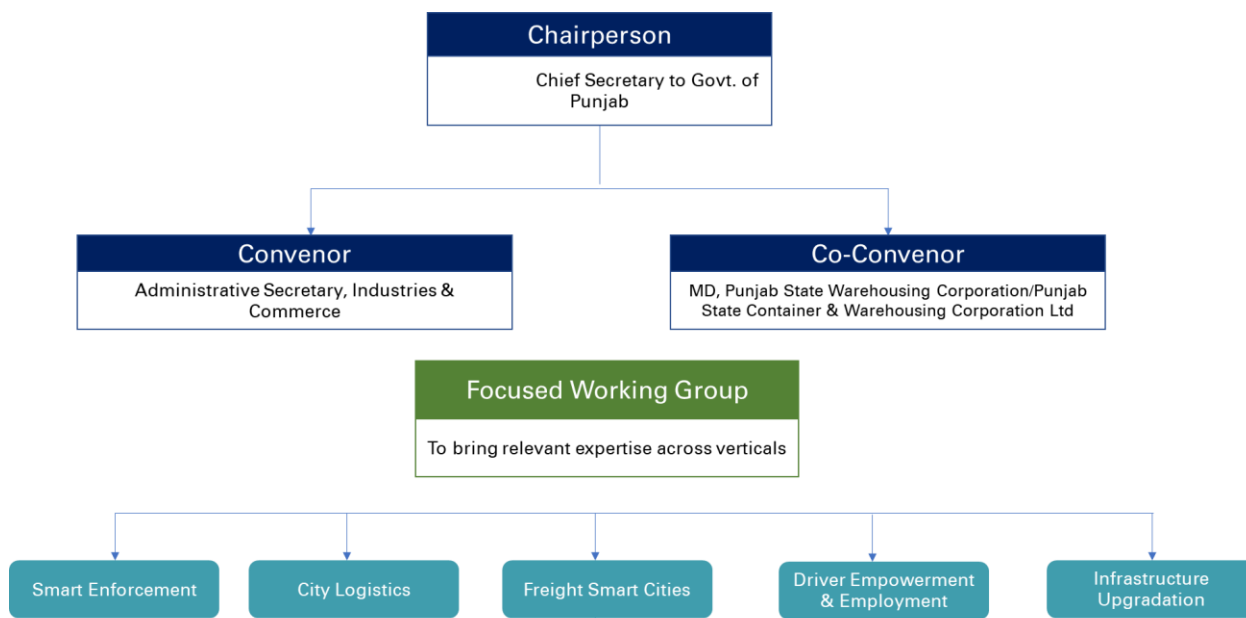 Chairperson
Chief Secretary to Govt. of
Punjab
Convenor
Administrative Secretary, Industries &
Commerce
Co-Convenor
MD, Punjab State Warehousing Corporation/Punjab
State Container & Warehousing Corporation Ltd
Focused Working Group
To bring relevant expertise across verticals
Smart Enforcement
City Logistics
Freight Smart Cities
Driver Empowerment
& Employment
Infrastructure
Upgradation